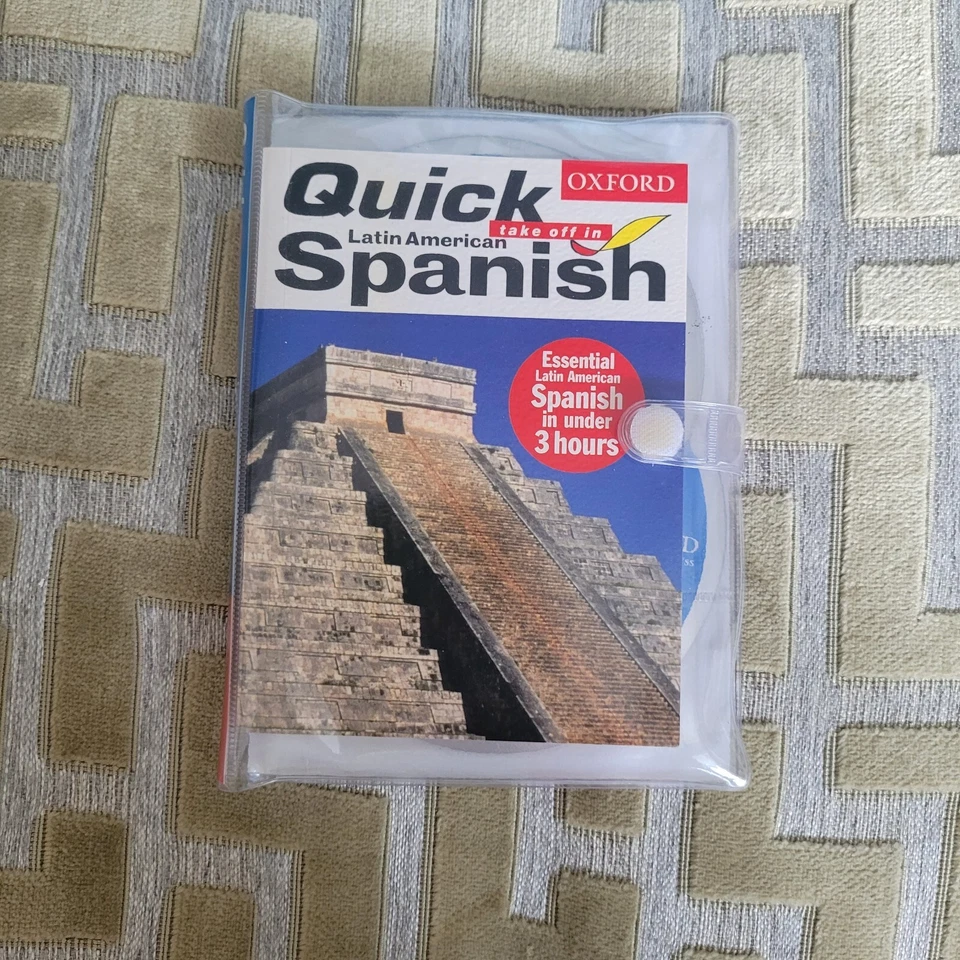 Quick
OXFORD
take off in
Latin American
Spanish
Essential
Latin American
Spanish
in under
3 hours